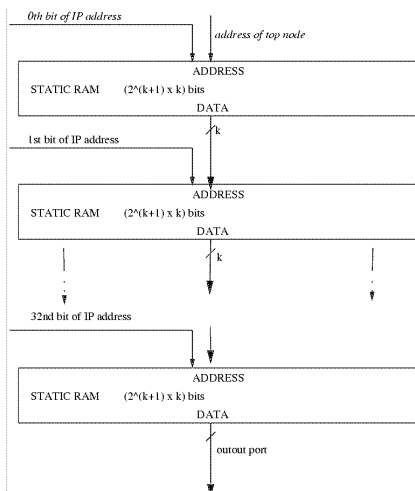 0th bit of IP address
address of top node
ADDRESS
STATIC RAM (2^(k+1) x k) bits
DATA
k
1st bit of IP address
ADDRESS
STATIC RAM (2^(k+1) x k) bits
DATA
k
32nd bit of IP address
ADDRESS
STATIC RAM (2^(k+1) x k) bits
DATA
outout port